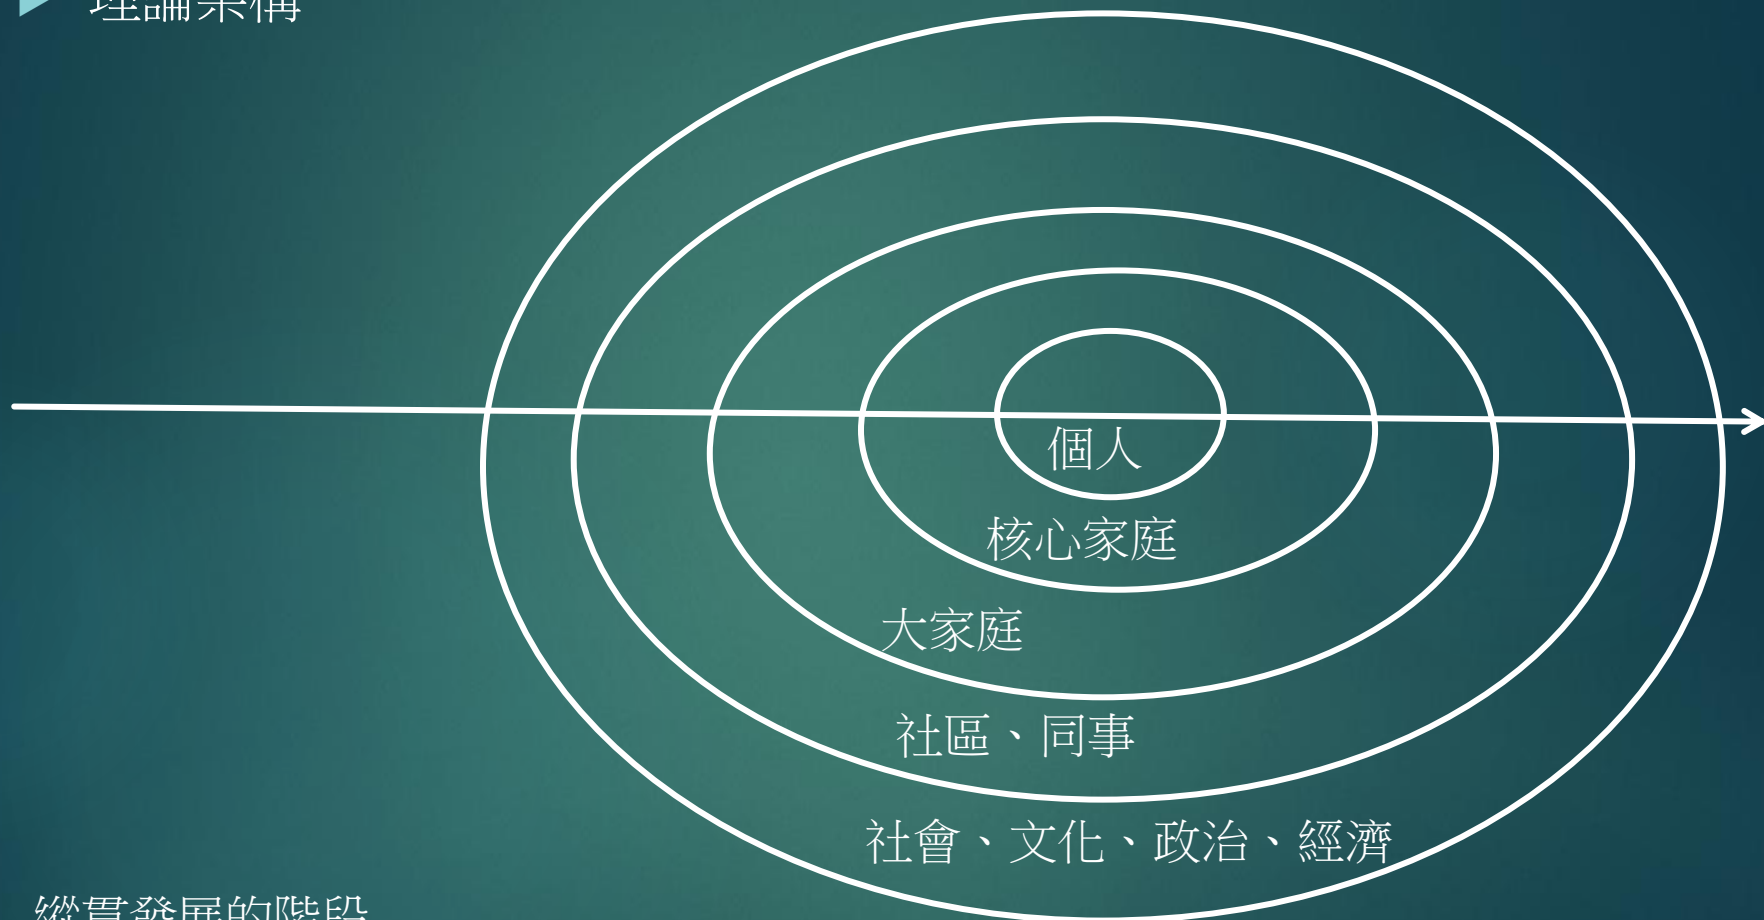 理論架構
個人
核心家庭
大家庭
社區、同事
社會、文化、政治、經濟
縱貫發展的階段